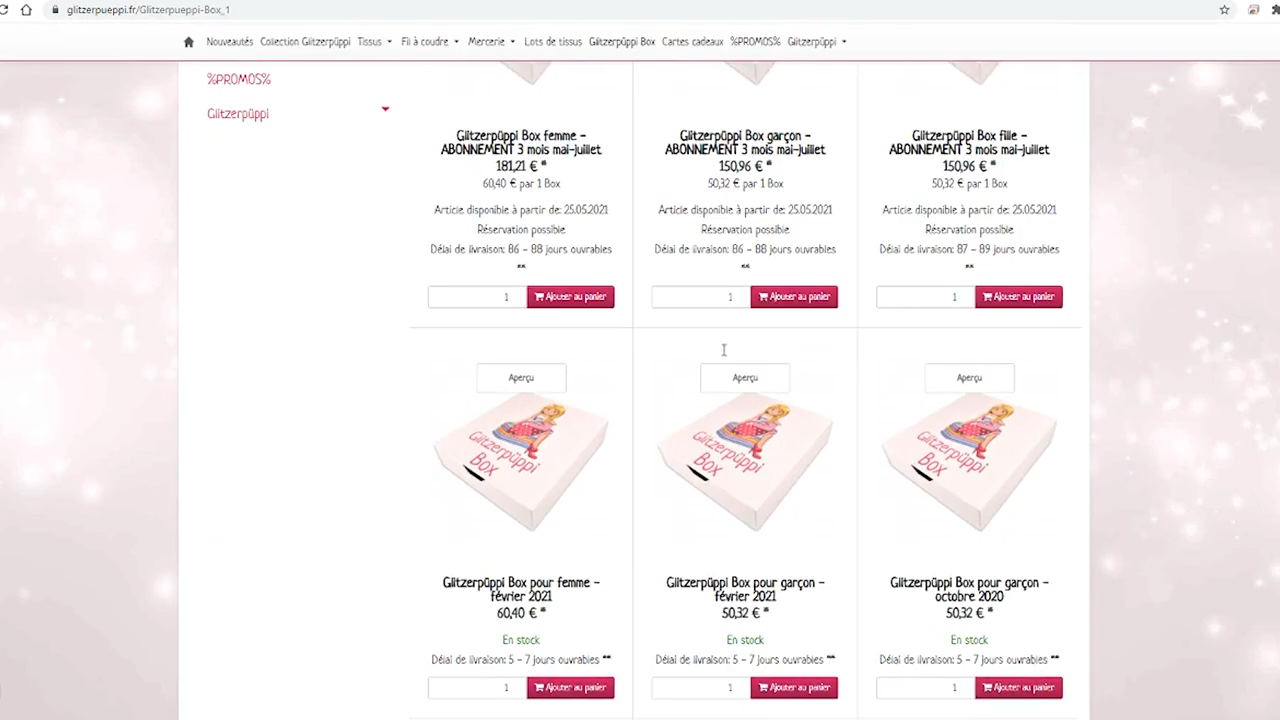 glitzerpueppi.fr/Glitzerpueppi-Box_1
Nouveautés Collection Glitzerpüppi Tissus Fil à coudre Mercerie Lots de tissus Glitzerpüppi Box Cartes cadeaux %PROMOS% Glitzerpüppi
%PROMOS%
Glitzerpüppi
Glitzerpüppi Box femme -
ABONNEMENT 3 mois mai-juillet
181,21 € *
60,40 € par 1 Box
Article disponible à partir de: 25.05.2021
Réservation possible
Délai de livraison: 86 - 88 jours ouvrables
**
1 Ajouter au panier
Glitzerpüppi Box garçon -
ABONNEMENT 3 mois mai-juillet
150,96 € *
50,32 € par 1 Box
Article disponible à partir de: 25.05.2021
Réservation possible
Délai de livraison: 86 - 88 jours ouvrables
**
1 Ajouter au panier
Glitzerpüppi Box fille -
ABONNEMENT 3 mois mai-juillet
150,96 € *
50,32 € par 1 Box
Article disponible à partir de: 25.05.2021
Réservation possible
Délai de livraison: 87 - 89 jours ouvrables
**
1 Ajouter au panier
Aperçu
Glitzerpüppi
Box
Glitzerpüppi Box pour femme -
février 2021
60,40 € *
En stock
Délai de livraison: 5 - 7 jours ouvrables **
1 Ajouter au panier
Aperçu
Glitzerpüppi
Box
Glitzerpüppi Box pour garçon -
février 2021
50,32 € *
En stock
Délai de livraison: 5 - 7 jours ouvrables **
1 Ajouter au panier
Aperçu
Glitzerpüppi
Box
Glitzerpüppi Box pour garçon -
octobre 2020
50,32 € *
En stock
Délai de livraison: 5 - 7 jours ouvrables **
1 Ajouter au panier